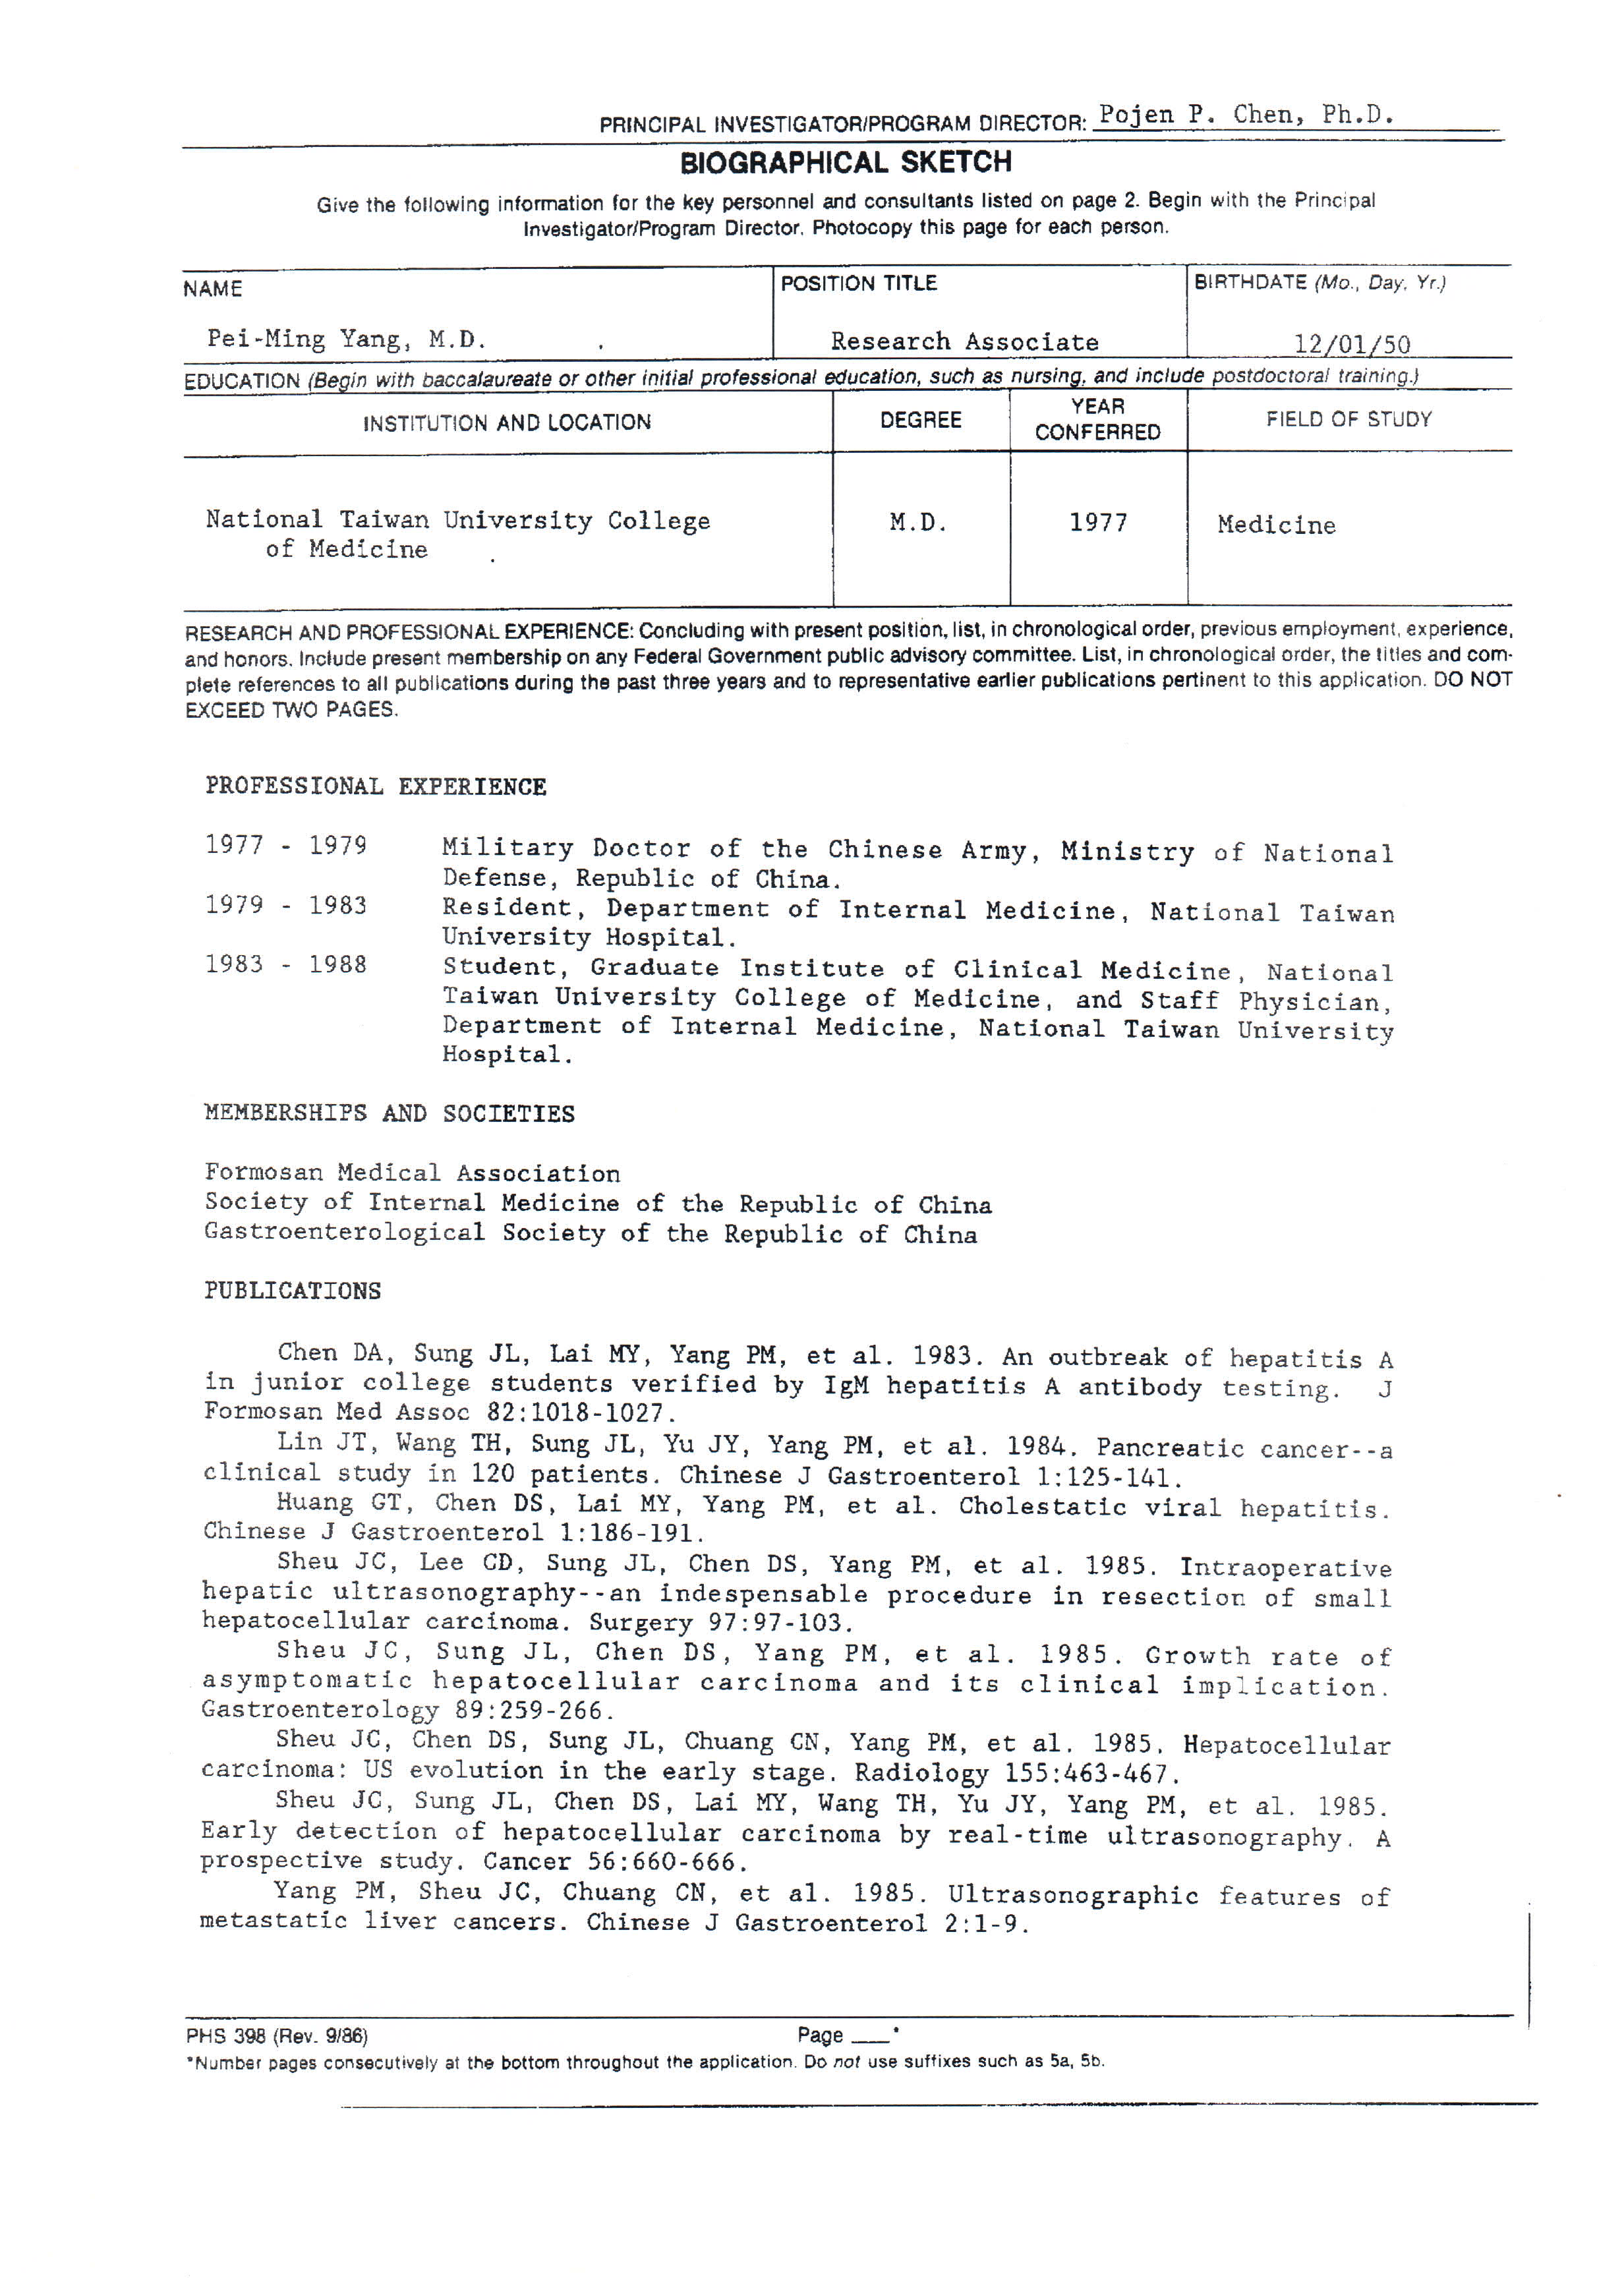 PRINCIPAL INVESTIGATOR/PROGRAM DIRECTOR: Pojen P. Chen, Ph.D.
BIOGRAPHICAL SKETCH
Give the following information for the key personnel and consultants listed on page 2. Begin with the Principal
Investigator/Program Director. Photocopy this page for each person.
NAME
POSITION TITLE
BIRTHDATE (Mo., Day, Yr.)
Pei-Ming Yang, M.D.
Research Associate
12/01/50
EDUCATION (Begin with baccalaureate or other initial professional education, such as nursing, and include postdoctoral training.)
INSTITUTION AND LOCATION
DEGREE
YEAR
CONFERRED
FIELD OF STUDY
National Taiwan University College
of Medicine
M.D.
1977
Medicine
RESEARCH AND PROFESSIONAL EXPERIENCE: Concluding with present position, list, in chronological order, previous employment, experience,
and honors. Include present membership on any Federal Government public advisory committee. List, in chronological order, the titles and com-
plete references to all publications during the past three years and to representative earlier publications pertinent to this application. DO NOT
EXCEED TWO PAGES.
PROFESSIONAL EXPERIENCE
1977 - 1979 Military Doctor of the Chinese Army, Ministry of National
Defense, Republic of China.
1979 - 1983 Resident, Department of Internal Medicine, National Taiwan
University Hospital.
1983 - 1988 Student, Graduate Institute of Clinical Medicine, National
Taiwan University College of Medicine, and Staff Physician,
Department of Internal Medicine, National Taiwan University
Hospital.
MEMBERSHIPS AND SOCIETIES
Formosan Medical Association
Society of Internal Medicine of the Republic of China
Gastroenterological Society of the Republic of China
PUBLICATIONS
Chen DA, Sung JL, Lai MY, Yang PM, et al. 1983. An outbreak of hepatitis A
in junior college students verified by IgM hepatitis A antibody testing. J
Formosan Med Assoc 82:1018-1027.
Lin JT, Wang TH, Sung JL, Yu JY, Yang PM, et al. 1984. Pancreatic cancer--a
clinical study in 120 patients. Chinese J Gastroenterol 1:125-141.
Huang GT, Chen DS, Lai MY, Yang PM, et al. Cholestatic viral hepatitis.
Chinese J Gastroenterol 1:186-191.
Sheu JC, Lee CD, Sung JL, Chen DS, Yang PM, et al. 1985. Intraoperative
hepatic ultrasonography--an indespensable procedure in resection of small
hepatocellular carcinoma. Surgery 97:97-103.
Sheu JC, Sung JL, Chen DS, Yang PM, et al. 1985. Growth rate of
asymptomatic hepatocellular carcinoma and its clinical implication.
Gastroenterology 89:259-266.
Sheu JC, Chen DS, Sung JL, Chuang CN, Yang PM, et al. 1985. Hepatocellular
carcinoma: US evolution in the early stage. Radiology 155:463-467.
Sheu JC, Sung JL, Chen DS, Lai MY, Wang TH, Yu JY, Yang PM, et al. 1985.
Early detection of hepatocellular carcinoma by real-time ultrasonography. A
prospective study. Cancer 56:660-666.
Yang PM, Sheu JC, Chuang CN, et al. 1985. Ultrasonographic features of
metastatic liver cancers. Chinese J Gastroenterol 2:1-9.
PHS 398 (Rev. 9/86)
Page ___*
*Number pages consecutively at the bottom throughout the application. Do not use suffixes such as 5a, 5b.